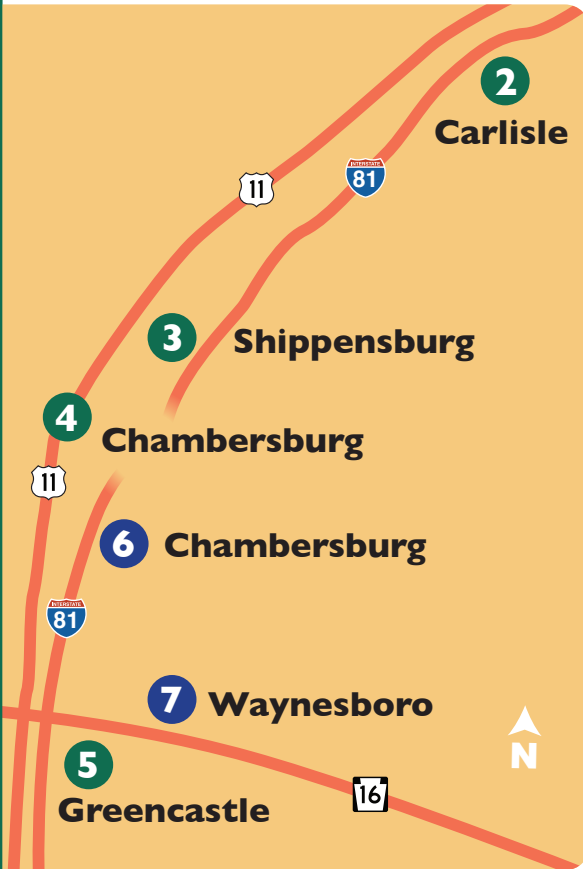 2
Carlisle
11
INTERSTATE
81
3
Shippensburg
4
Chambersburg
11
6
Chambersburg
INTERSTATE
81
7
Waynesboro
N
5
Greencastle
16